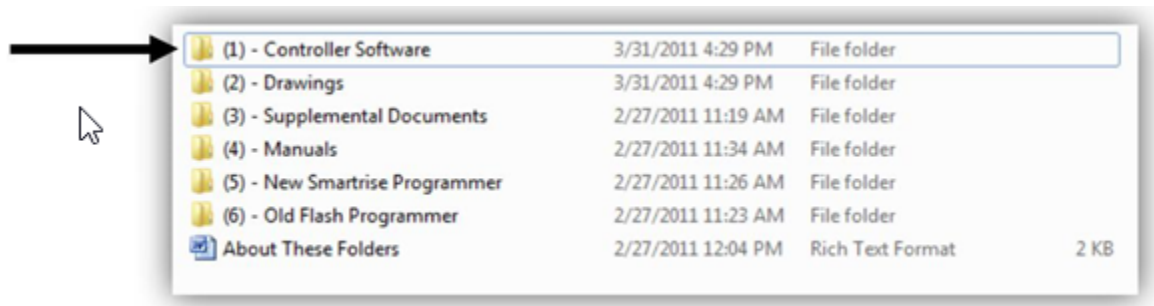 (1) - Controller Software 3/31/2011 4:29 PM File folder
(2) - Drawings 3/31/2011 4:29 PM File folder
(3) - Supplemental Documents 2/27/2011 11:19 AM File folder
(4) - Manuals 2/27/2011 11:34 AM File folder
(5) - New Smartrise Programmer 2/27/2011 11:26 AM File folder
(6) - Old Flash Programmer 2/27/2011 11:23 AM File folder
About These Folders 2/27/2011 12:04 PM Rich Text Format 2 KB